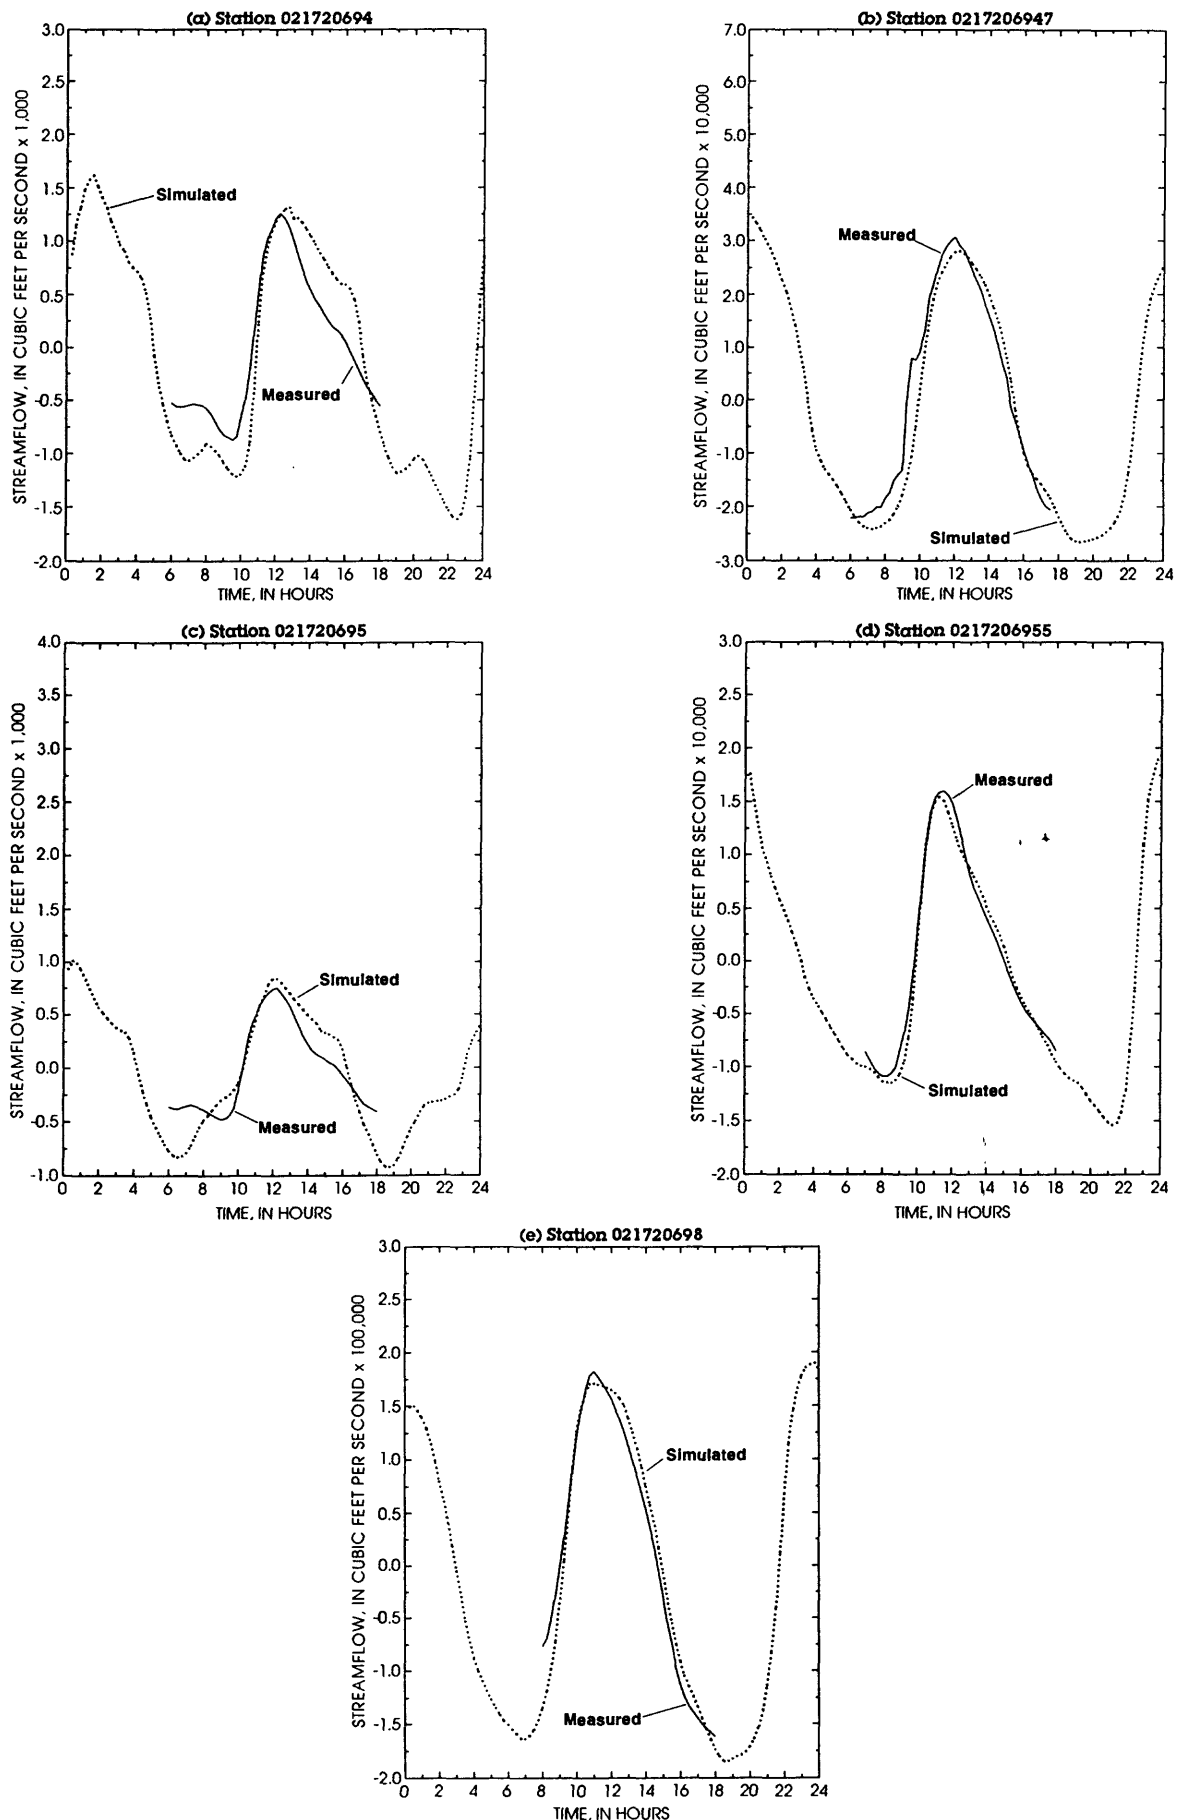 (a) Station 021720694
STREAMFLOW, IN CUBIC FEET PER SECOND x 1,000
3.0
2.5
2.0
1.5
1.0
0.5
0.0
-0.5
-1.0
-1.5
-2.0
Simulated
Measured
0 2 4 6 8 10 12 14 16 18 20 22 24
TIME, IN HOURS
(b) Station 0217206947
STREAMFLOW, IN CUBIC FEET PER SECOND x 10,000
7.0
6.0
5.0
4.0
3.0
2.0
1.0
0.0
-1.0
-2.0
-3.0
Measured
Simulated
0 2 4 6 8 10 12 14 16 18 20 22 24
TIME, IN HOURS
(c) Station 021720695
STREAMFLOW, IN CUBIC FEET PER SECOND x 1,000
4.0
3.5
3.0
2.5
2.0
1.5
1.0
0.5
0.0
-0.5
-1.0
Simulated
Measured
0 2 4 6 8 10 12 14 16 18 20 22 24
TIME, IN HOURS
(d) Station 0217206955
STREAMFLOW, IN CUBIC FEET PER SECOND x 10,000
3.0
2.5
2.0
1.5
1.0
0.5
0.0
-0.5
-1.0
-1.5
-2.0
Measured
Simulated
0 2 4 6 8 10 12 14 16 18 20 22 24
TIME, IN HOURS
(e) Station 021720698
STREAMFLOW, IN CUBIC FEET PER SECOND x 100,000
3.0
2.5
2.0
1.5
1.0
0.5
0.0
-0.5
-1.0
-1.5
-2.0
Simulated
Measured
0 2 4 6 8 10 12 14 16 18 20 22 24
TIME, IN HOURS